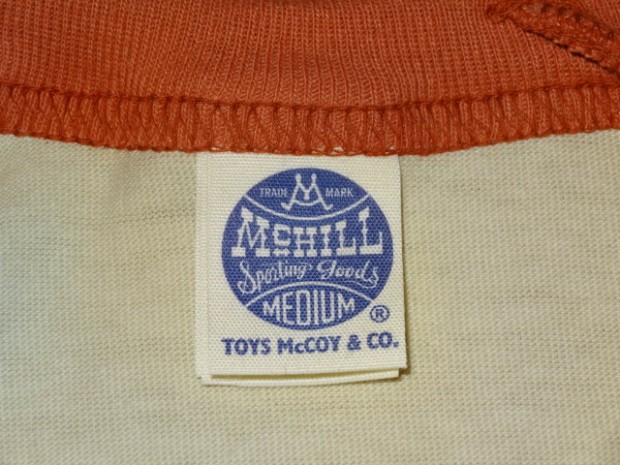 TRADE MARK
McHILL
Sporting Goods
MEDIUM
®
TOYS McCOY & CO.